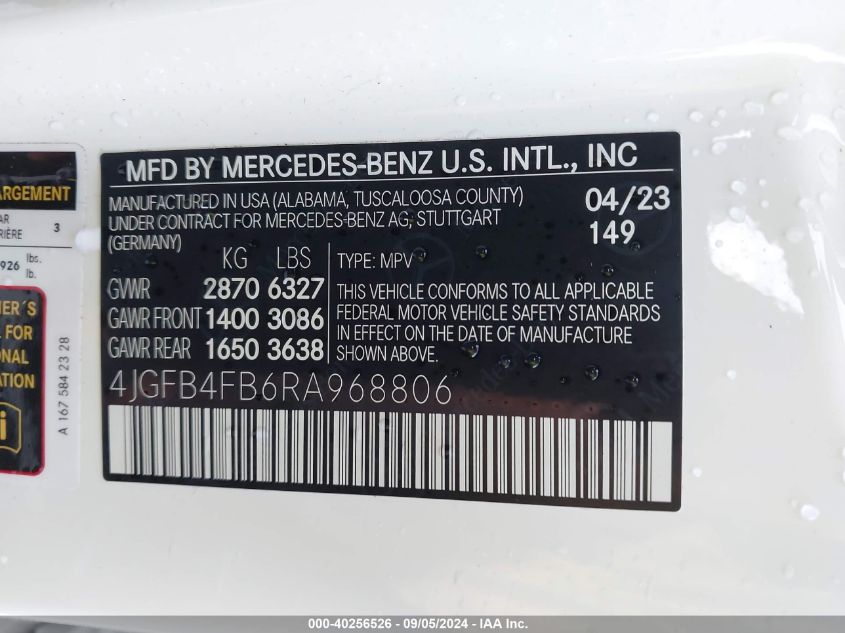 MFD BY MERCEDES-BENZ U.S. INTL., INC
MANUFACTURED IN USA (ALABAMA, TUSCALOOSA COUNTY)
UNDER CONTRACT FOR MERCEDES-BENZ AG, STUTTGART
(GERMANY)
04/23
149
KG LBS
GWR 2870 6327
GAWR FRONT 1400 3086
GAWR REAR 1650 3638
TYPE: MPV
THIS VEHICLE CONFORMS TO ALL APPLICABLE
FEDERAL MOTOR VEHICLE SAFETY STANDARDS
IN EFFECT ON THE DATE OF MANUFACTURE
SHOWN ABOVE.
4JGFB4FB6RA968806
3
926 lbs.
lb.
L FOR
A 167 584 23 28
000-40256526 - 09/05/2024 - IAA Inc.